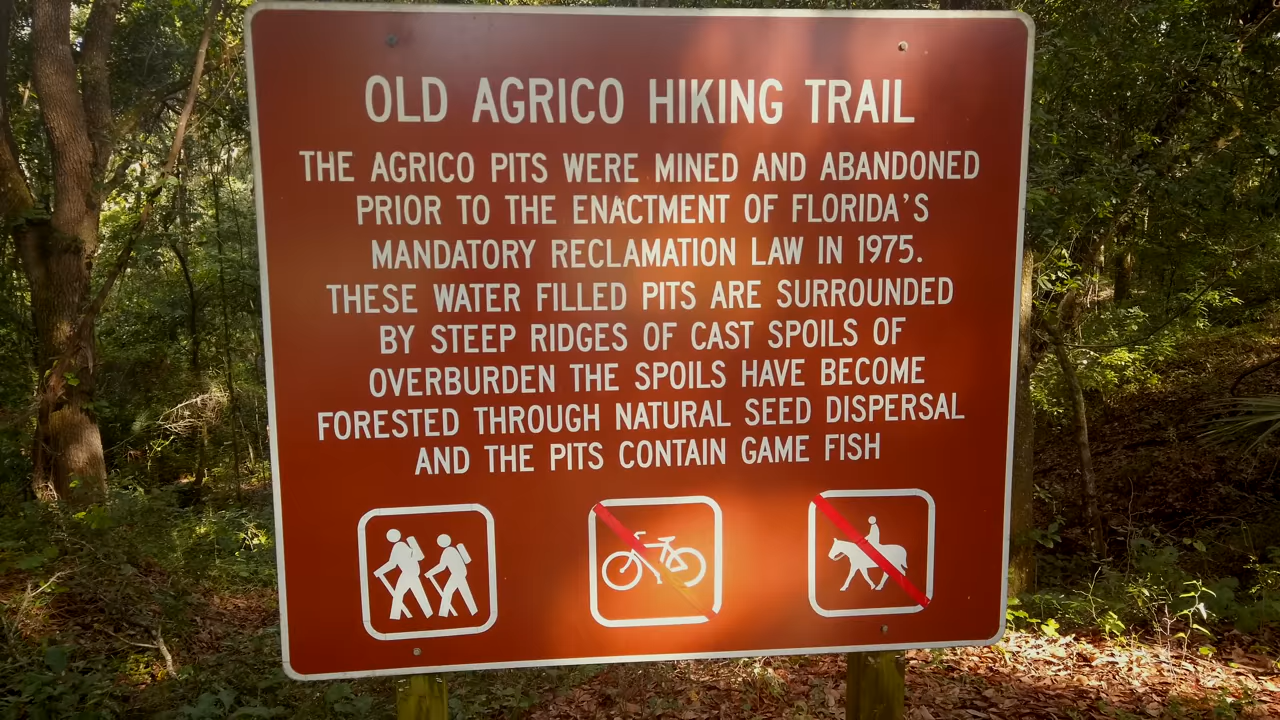 OLD AGRICO HIKING TRAIL
THE AGRICO PITS WERE MINED AND ABANDONED
PRIOR TO THE ENACTMENT OF FLORIDA'S
MANDATORY RECLAMATION LAW IN 1975.
THESE WATER FILLED PITS ARE SURROUNDED
BY STEEP RIDGES OF CAST SPOILS OF
OVERBURDEN THE SPOILS HAVE BECOME
FORESTED THROUGH NATURAL SEED DISPERSAL
AND THE PITS CONTAIN GAME FISH